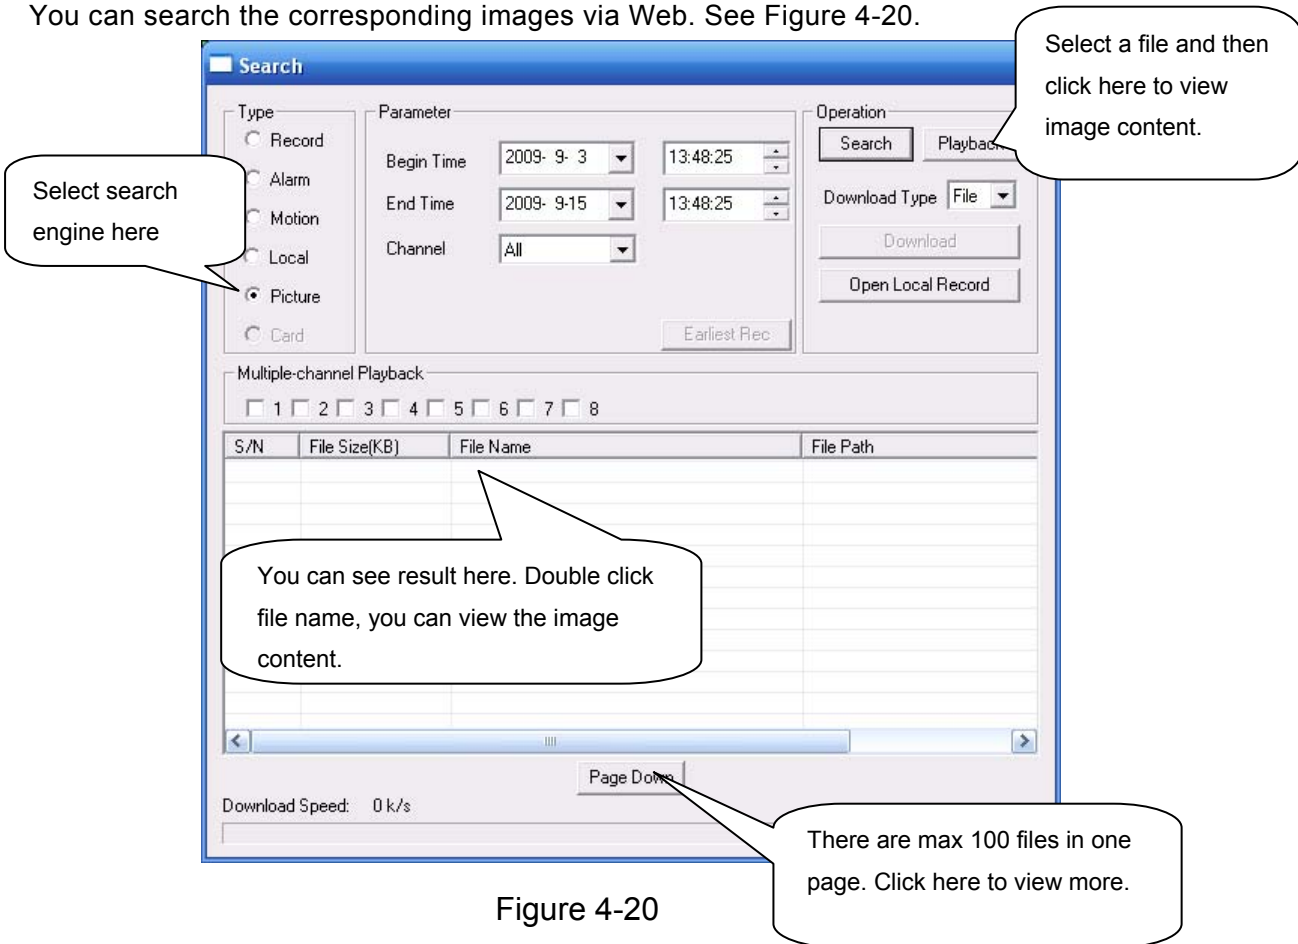 You can search the corresponding images via Web. See Figure 4-20.
Select a file and then
click here to view
image content.
Search
Type
Record
Alarm
Motion
Local
Picture
Card
Select search
engine here
Parameter
Begin Time 2009- 9- 3 13:48:25
End Time 2009- 9-15 13:48:25
Channel All
Earliest Rec
Operation
Search Playback
Download Type File
Download
Open Local Record
Multiple-channel Playback
1 2 3 4 5 6 7 8
S/N File Size(KB) File Name File Path
You can see result here. Double click
file name, you can view the image
content.
Page Down
Download Speed: 0 k/s
There are max 100 files in one
page. Click here to view more.
Figure 4-20